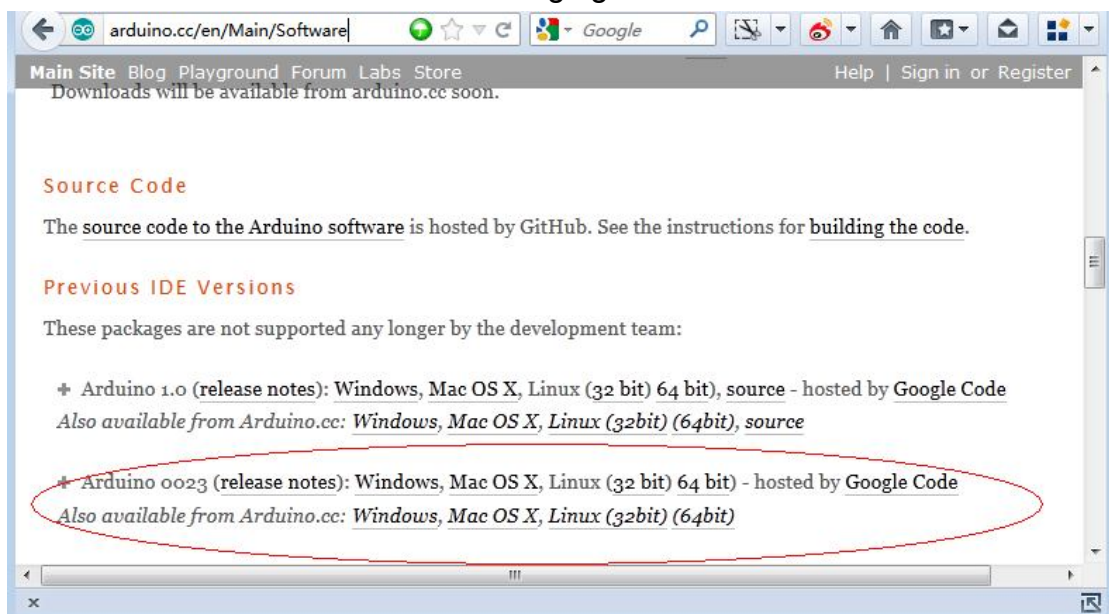 arduino.cc/en/Main/Software
Google
Main Site Blog Playground Forum Labs Store Help | Sign in or Register
Downloads will be available from arduino.cc soon.
Source Code
The source code to the Arduino software is hosted by GitHub. See the instructions for building the code.
Previous IDE Versions
These packages are not supported any longer by the development team:
Arduino 1.0 (release notes): Windows, Mac OS X, Linux (32 bit) 64 bit), source - hosted by Google Code
Also available from Arduino.cc: Windows, Mac OS X, Linux (32bit) (64bit), source
Arduino 0023 (release notes): Windows, Mac OS X, Linux (32 bit) 64 bit) - hosted by Google Code
Also available from Arduino.cc: Windows, Mac OS X, Linux (32bit) (64bit)